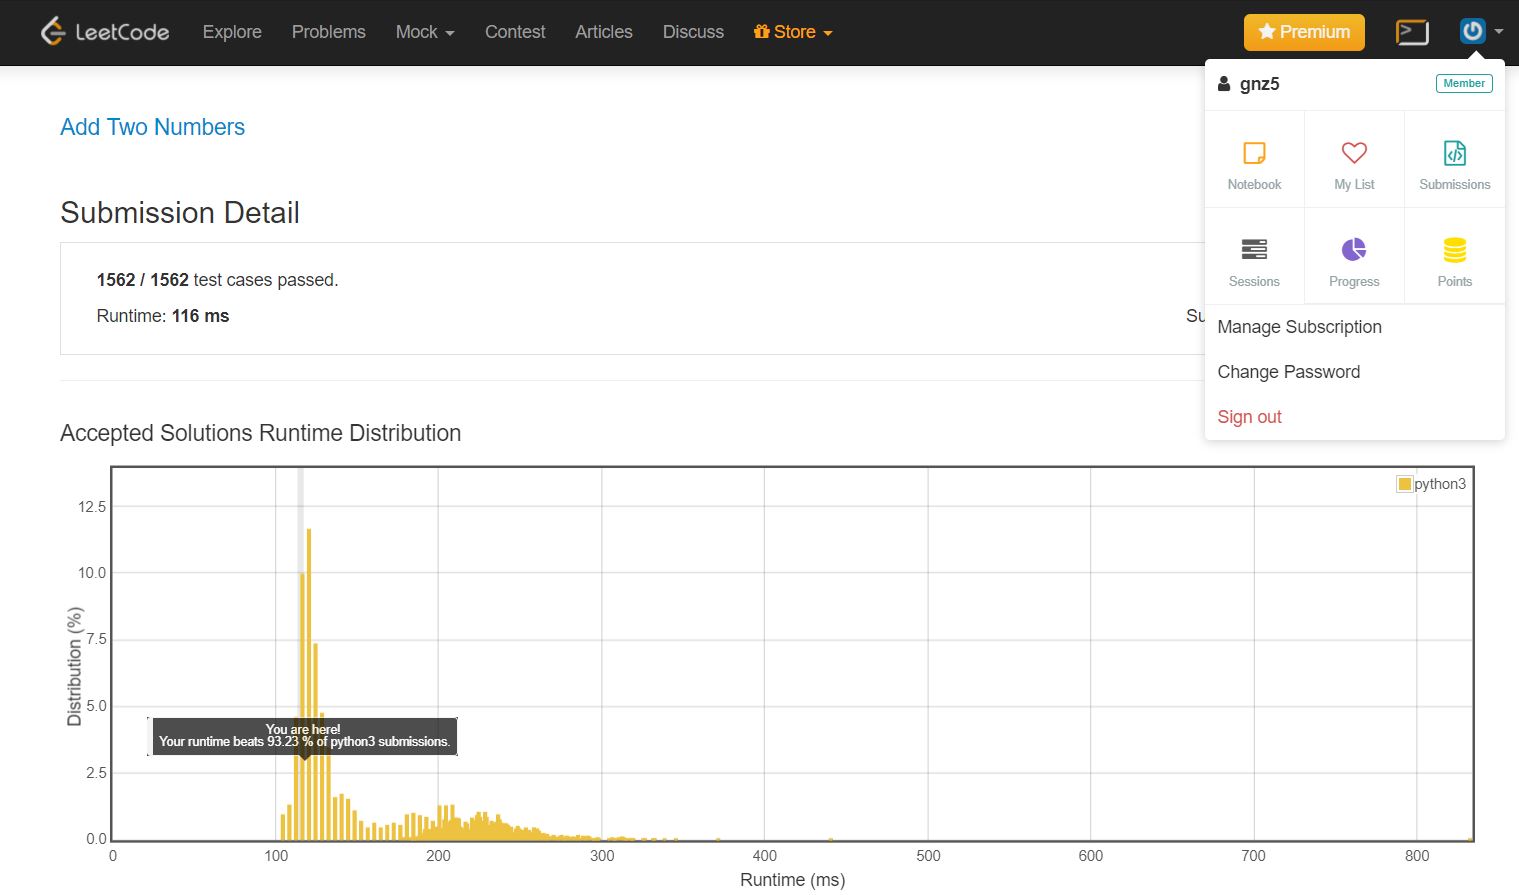 LeetCode Explore Problems Mock Contest Articles Discuss Store Premium
gnz5 Member
Notebook My List Submissions
Sessions Progress Points
Manage Subscription
Change Password
Sign out
Add Two Numbers
Submission Detail
1562 / 1562 test cases passed.
Runtime: 116 ms
Su
Accepted Solutions Runtime Distribution
python3
Distribution (%)
12.5
10.0
7.5
5.0
2.5
0.0
You are here!
Your runtime beats 93.23 % of python3 submissions.
0 100 200 300 400 500 600 700 800
Runtime (ms)